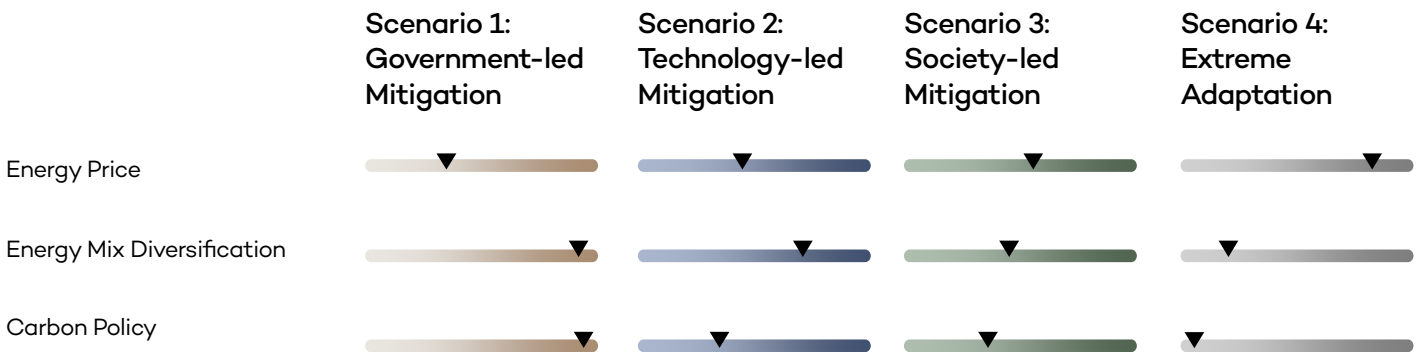 Scenario 1:
Government-led
Mitigation
Scenario 2:
Technology-led
Mitigation
Scenario 3:
Society-led
Mitigation
Scenario 4:
Extreme
Adaptation
Energy Price
Energy Mix Diversification
Carbon Policy